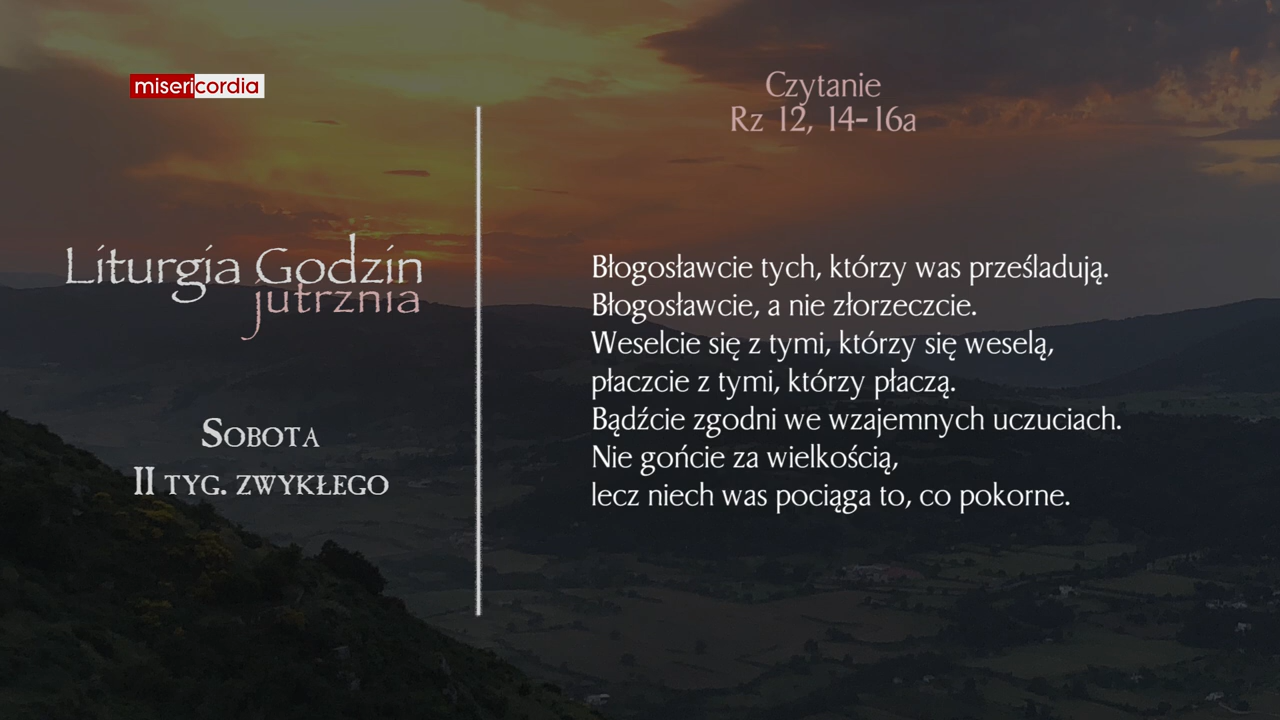 misericordia
Liturgia Godzin
jutrznia
Sobota
II tyg. zwykłego
Czytanie
Rz 12, 14-16a
Błogosławcie tych, którzy was prześladują.
Błogosławcie, a nie złorzeczcie.
Weselcie się z tymi, którzy się weselą,
płaczcie z tymi, którzy płaczą.
Bądźcie zgodni we wzajemnych uczuciach.
Nie gońcie za wielkością,
lecz niech was pociąga to, co pokorne.